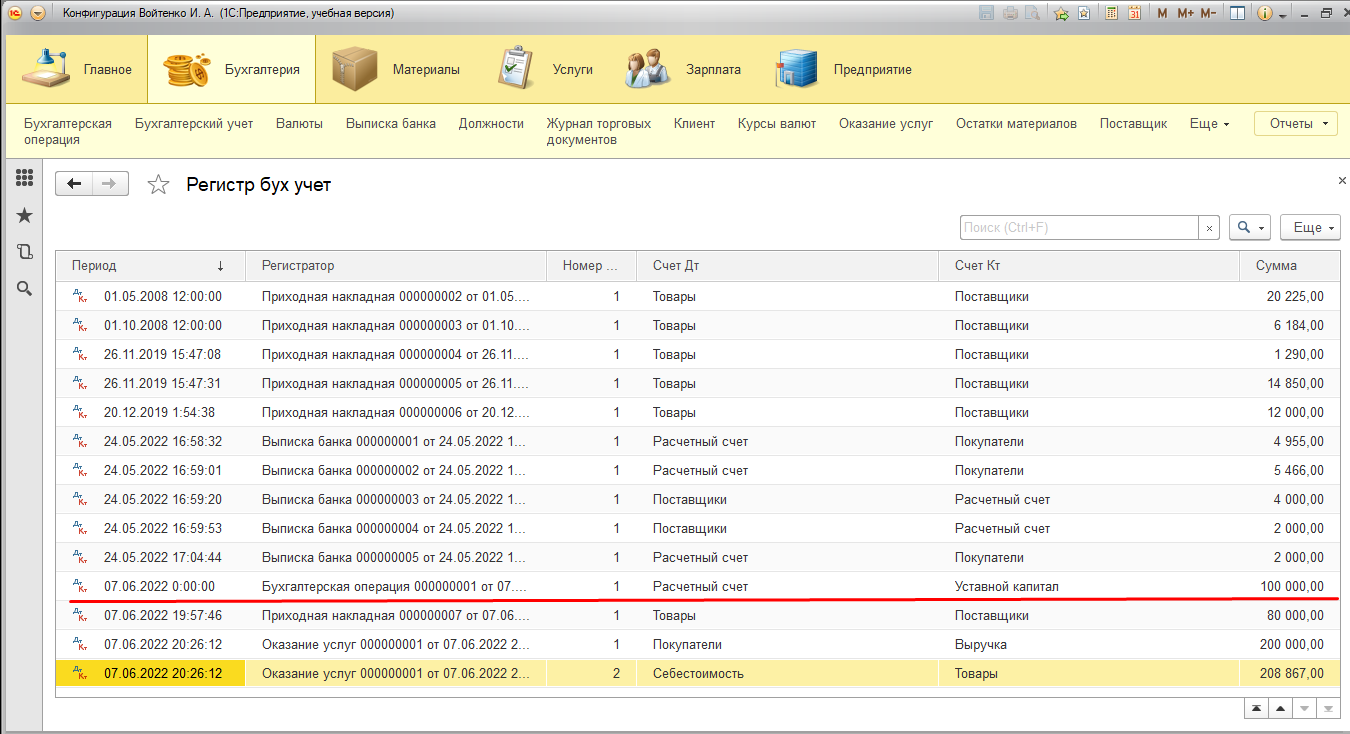 Конфигурация Войтенко И. А. (1С:Предприятие, учебная версия)
M M+ M-
Главное Бухгалтерия Материалы Услуги Зарплата Предприятие
Бухгалтерская операция Бухгалтерский учет Валюты Выписка банка Должности Журнал торговых документов Клиент Курсы валют Оказание услуг Остатки материалов Поставщик Еще Отчеты
Регистр бух учет
Поиск (Ctrl+F) × Еще
Период Регистратор Номер ... Счет Дт Счет Кт Сумма
01.05.2008 12:00:00 Приходная накладная 000000002 от 01.05.... 1 Товары Поставщики 20 225,00
01.10.2008 12:00:00 Приходная накладная 000000003 от 01.10.... 1 Товары Поставщики 6 184,00
26.11.2019 15:47:08 Приходная накладная 000000004 от 26.11.... 1 Товары Поставщики 1 290,00
26.11.2019 15:47:31 Приходная накладная 000000005 от 26.11.... 1 Товары Поставщики 14 850,00
20.12.2019 1:54:38 Приходная накладная 000000006 от 20.12.... 1 Товары Поставщики 12 000,00
24.05.2022 16:58:32 Выписка банка 000000001 от 24.05.2022 1... 1 Расчетный счет Покупатели 4 955,00
24.05.2022 16:59:01 Выписка банка 000000002 от 24.05.2022 1... 1 Расчетный счет Покупатели 5 466,00
24.05.2022 16:59:20 Выписка банка 000000003 от 24.05.2022 1... 1 Поставщики Расчетный счет 4 000,00
24.05.2022 16:59:53 Выписка банка 000000004 от 24.05.2022 1... 1 Поставщики Расчетный счет 2 000,00
24.05.2022 17:04:44 Выписка банка 000000005 от 24.05.2022 1... 1 Расчетный счет Покупатели 2 000,00
07.06.2022 0:00:00 Бухгалтерская операция 000000001 от 07.... 1 Расчетный счет Уставной капитал 100 000,00
07.06.2022 19:57:46 Приходная накладная 000000007 от 07.06.... 1 Товары Поставщики 80 000,00
07.06.2022 20:26:12 Оказание услуг 000000001 от 07.06.2022 2... 1 Покупатели Выручка 200 000,00
07.06.2022 20:26:12 Оказание услуг 000000001 от 07.06.2022 2... 2 Себестоимость Товары 208 867,00